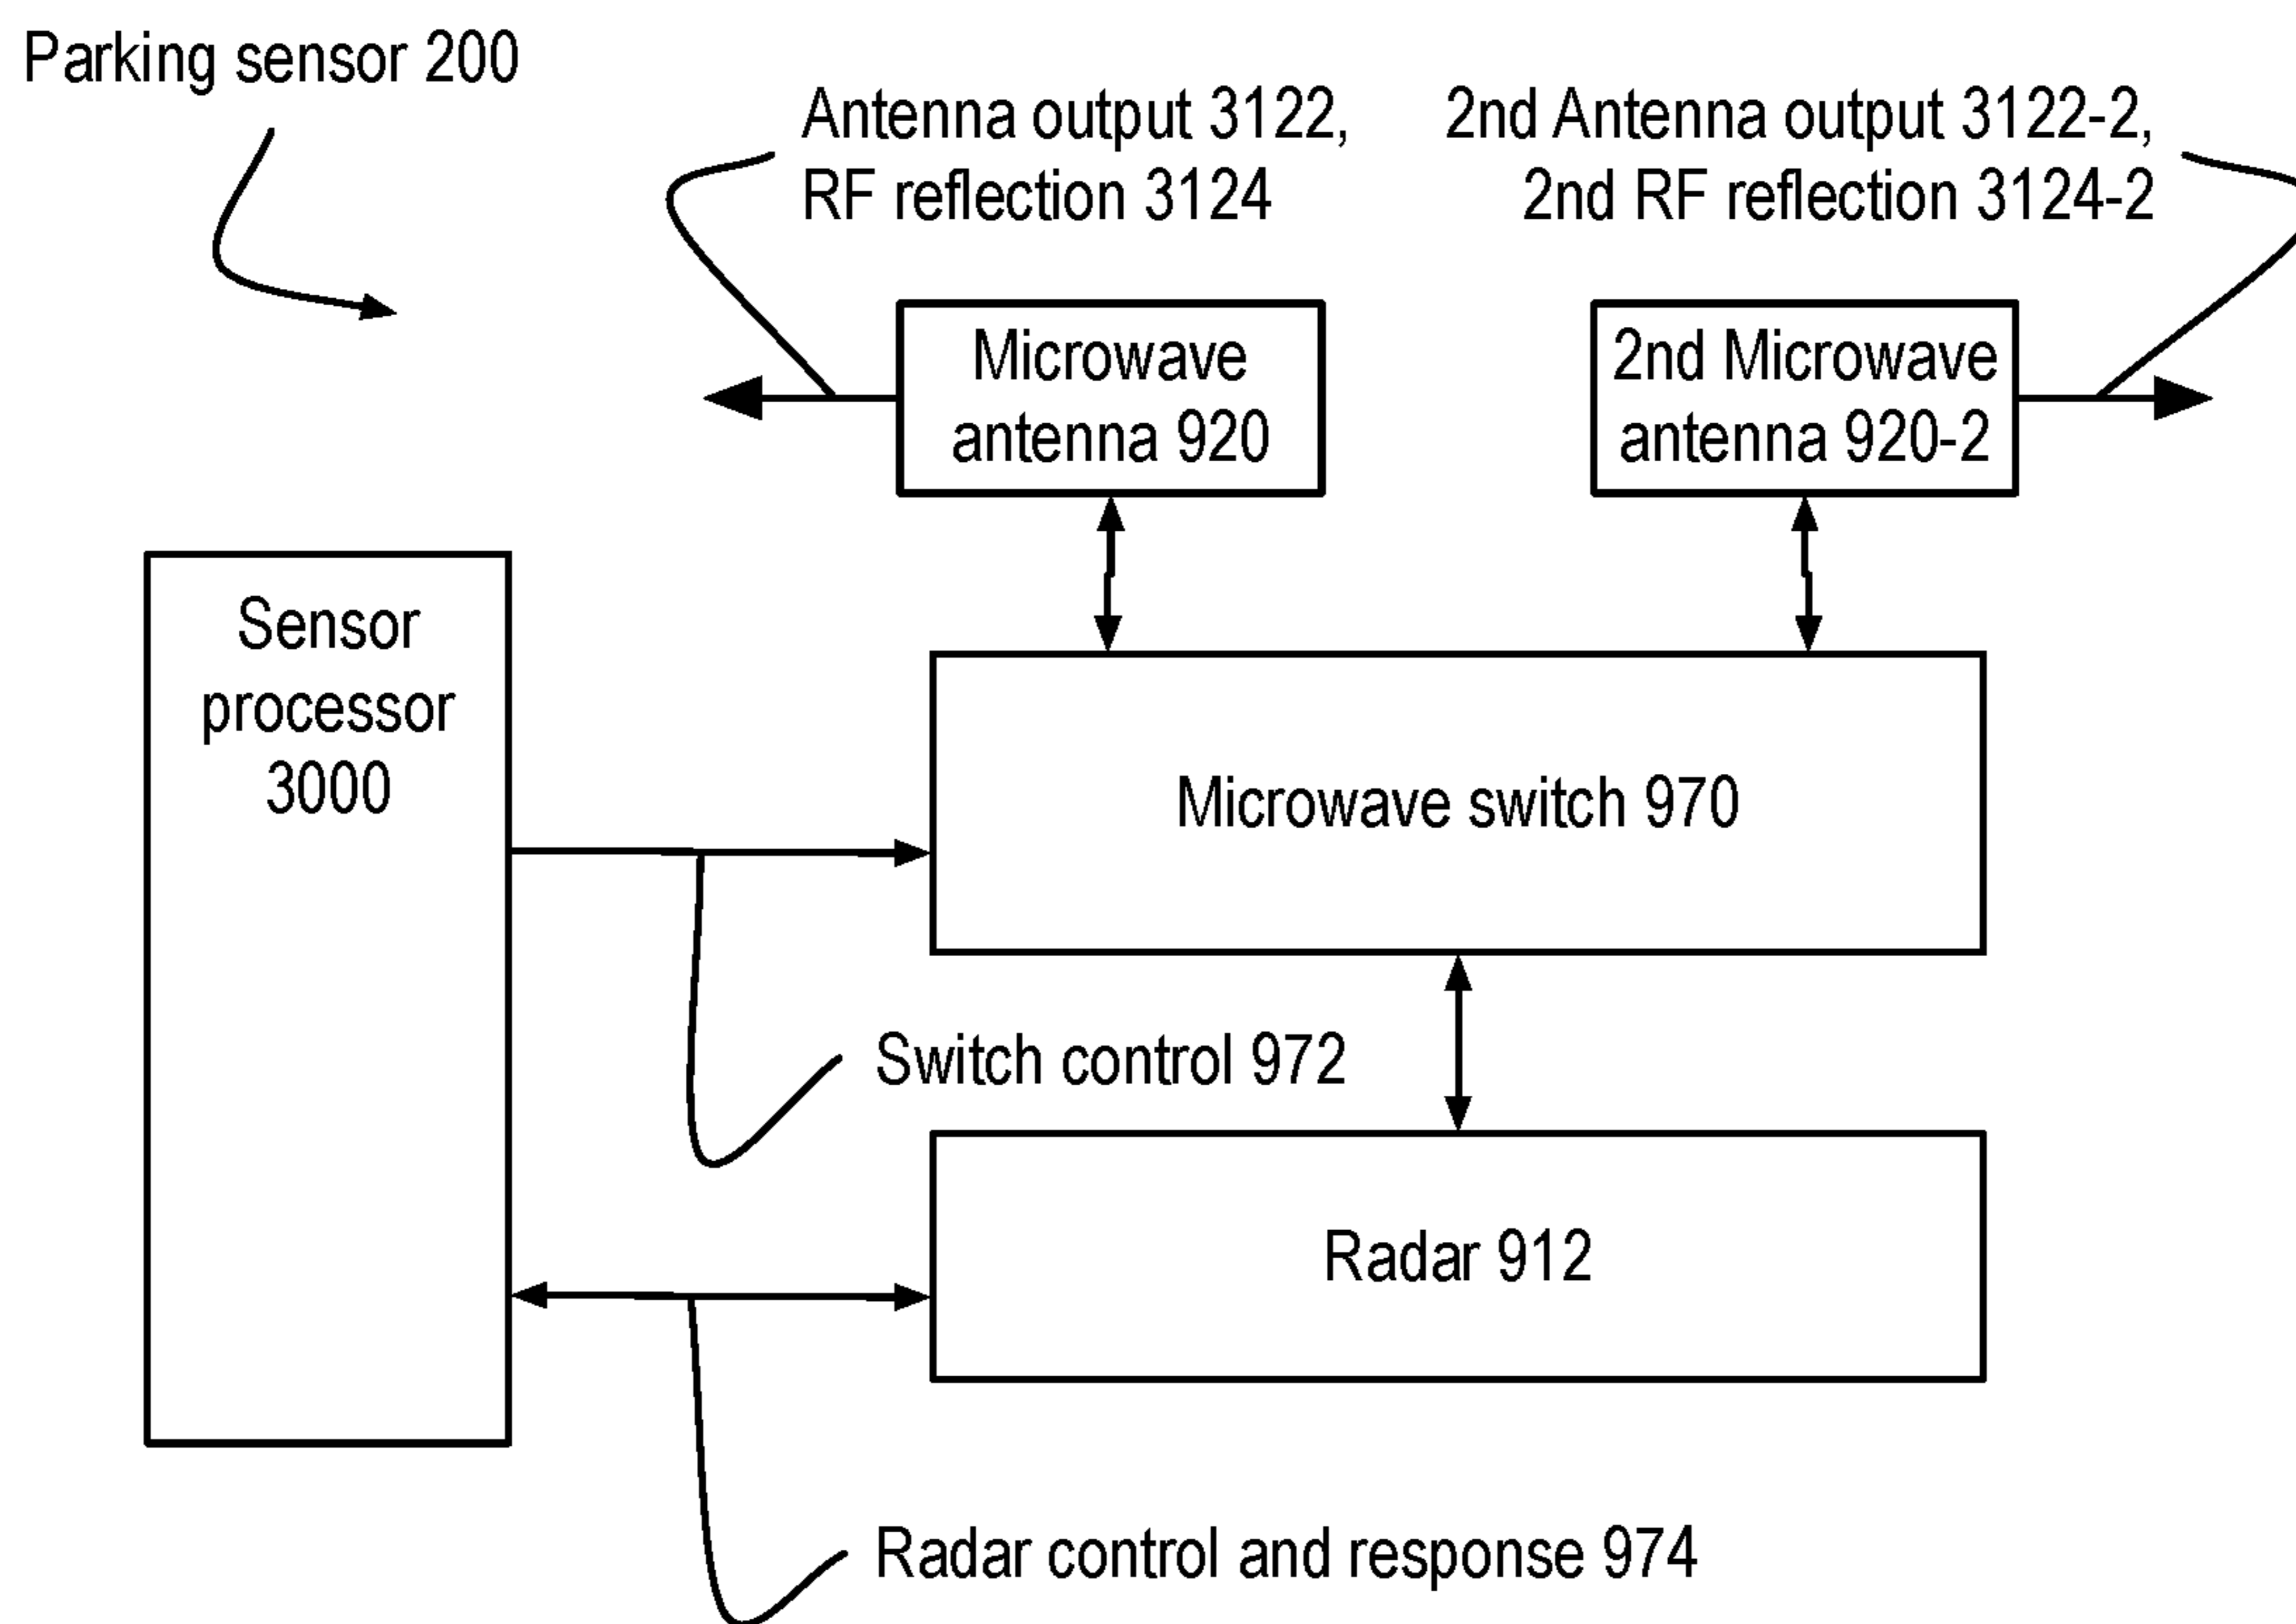 Parking sensor 200
Antenna output 3122,
RF reflection 3124
2nd Antenna output 3122-2,
2nd RF reflection 3124-2
Microwave
antenna 920
2nd Microwave
antenna 920-2
Sensor
processor
3000
Microwave switch 970
Switch control 972
Radar 912
Radar control and response 974